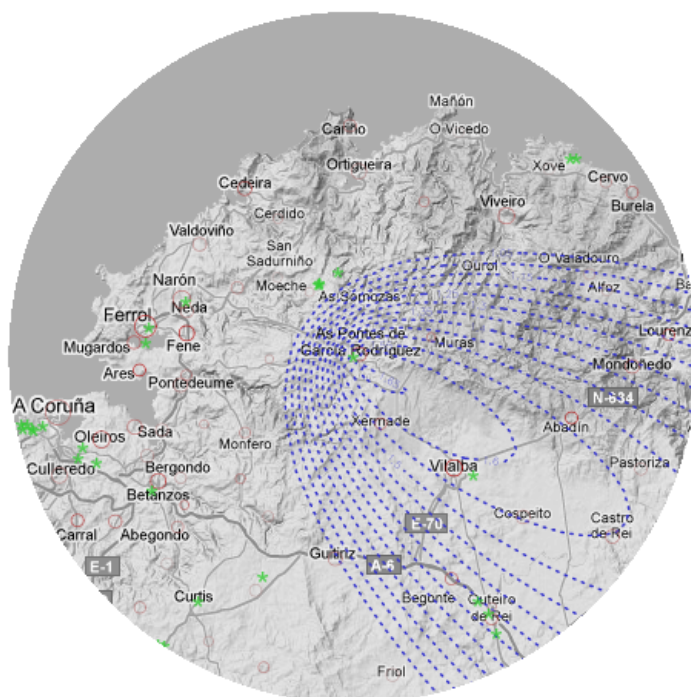 Mañón
Cariño
O Vicedo
Ortigueira
Xove
Cervo
Cedeira
Burela
Viveiro
Cerdido
Valdoviño
San
Sadurniño
O Valadouro
Ourol
Narón
Moeche
Alfoz
As Somozas
Neda
Ferrol
As Pontes de
García Rodríguez
Lourenz
Fene
Muras
Mugardos
Mondoñedo
Ares
Pontedeume
N-634
A Coruña
Xermade
Abadín
Sada
Oleiros
Monfero
Pastoriza
Culleredo
Bergondo
Vilalba
Betanzos
Cospeito
Castro
de Rei
E-70
Carral
Abegondo
Guitiriz
A-6
E-1
Curtis
Begonte
Outeiro
de Rei
Friol